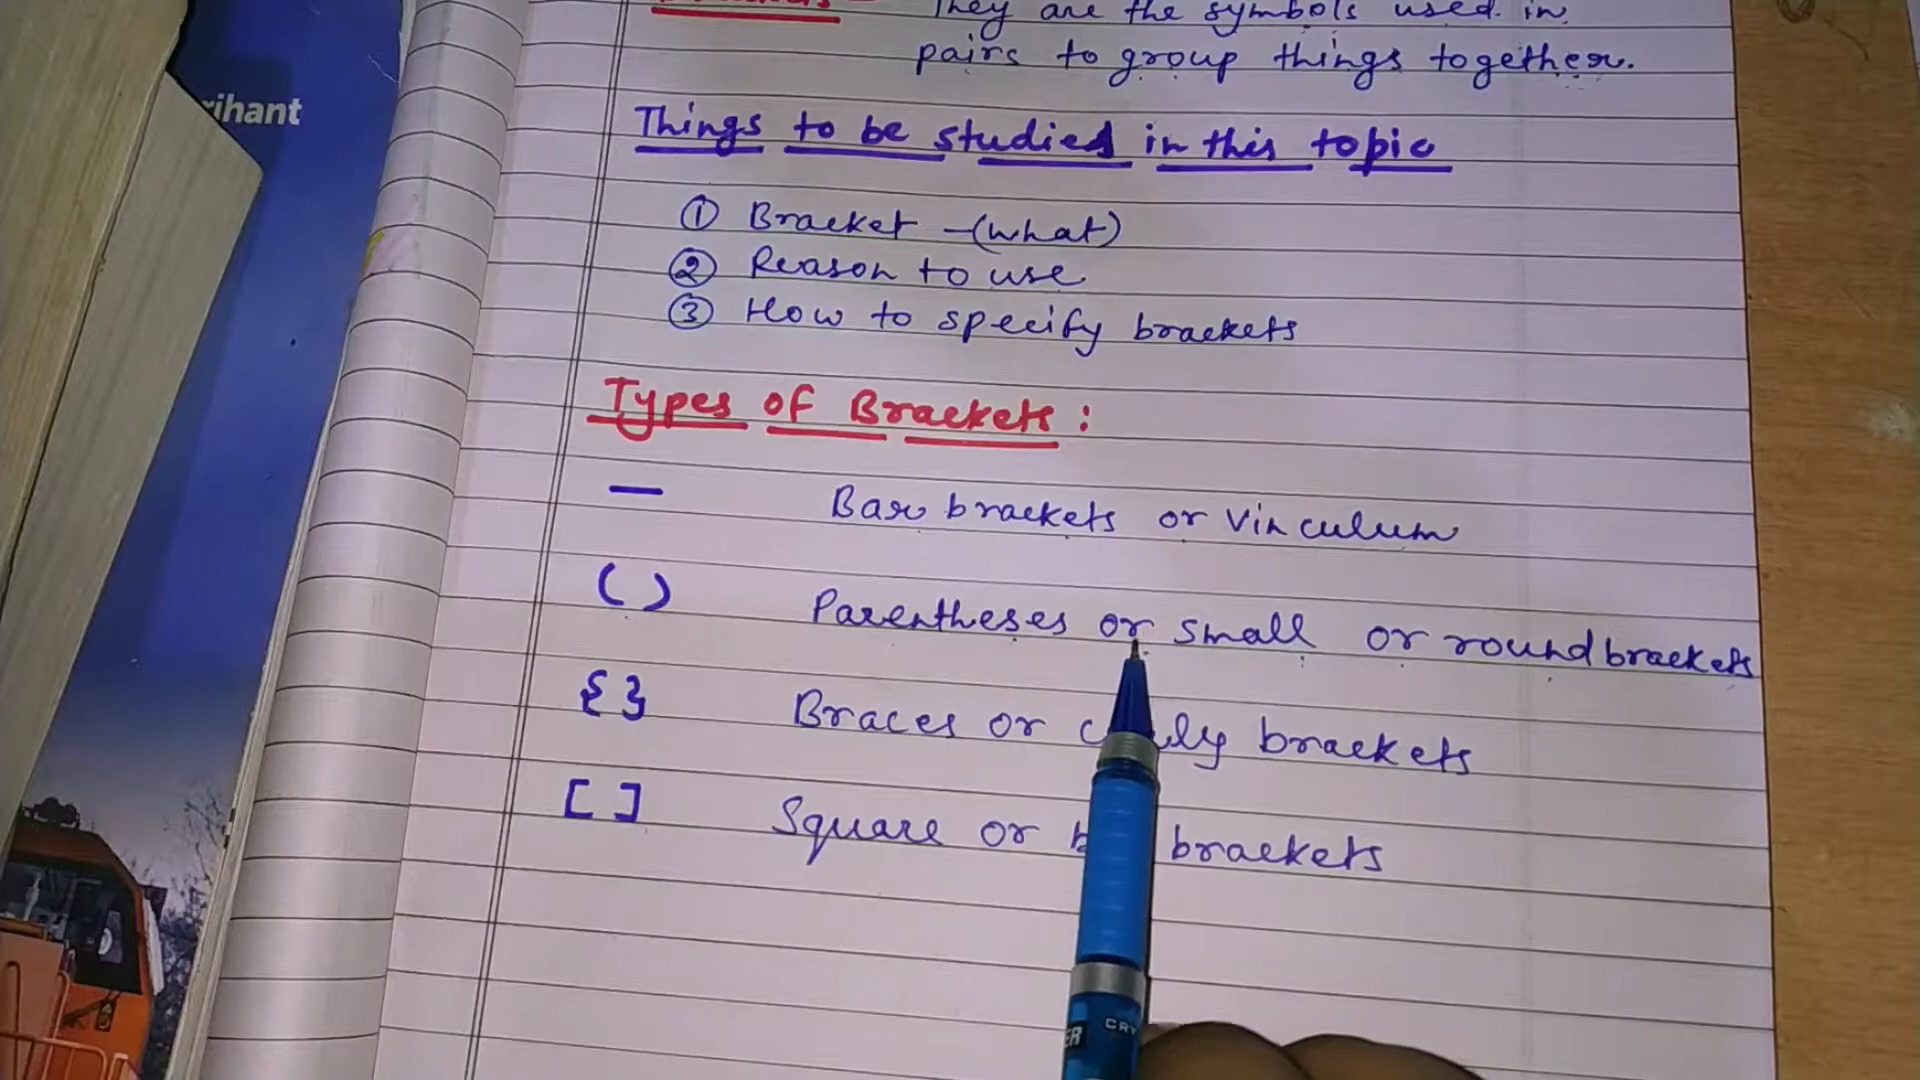 They are the symbols used in
pairs to group things together.
Things to be studied in this topic
① Bracket - (what)
② Reason to use
③ How to specify brackets
Types of Brackets :
— Bar brackets or Vinculum
( ) Parentheses or small or round brackets
{ } Braces or brackets
[ ] Square or brackets
rihant
CRY